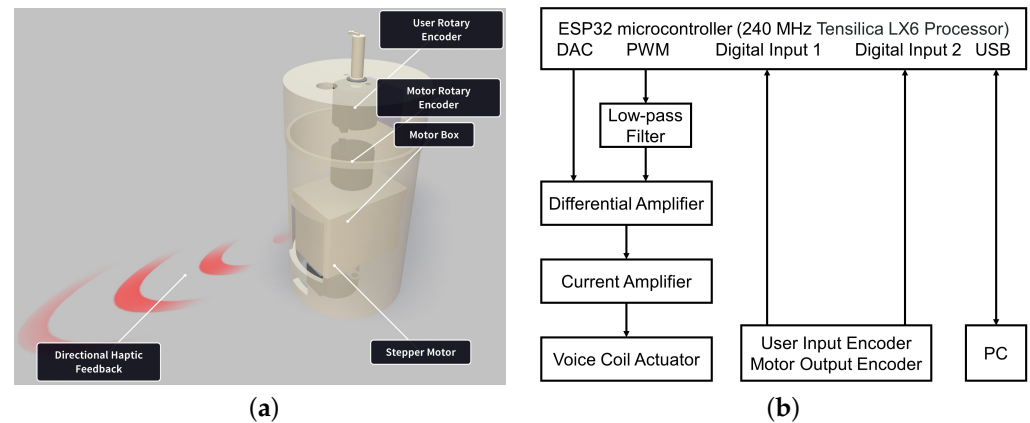 User Rotary
Encoder
Motor Rotary
Encoder
Motor Box
Directional Haptic
Feedback
Stepper Motor
(a)
ESP32 microcontroller (240 MHz Tensilica LX6 Processor)
DAC PWM Digital Input 1 Digital Input 2 USB
Low-pass
Filter
Differential Amplifier
Current Amplifier
Voice Coil Actuator
User Input Encoder
Motor Output Encoder
PC
(b)